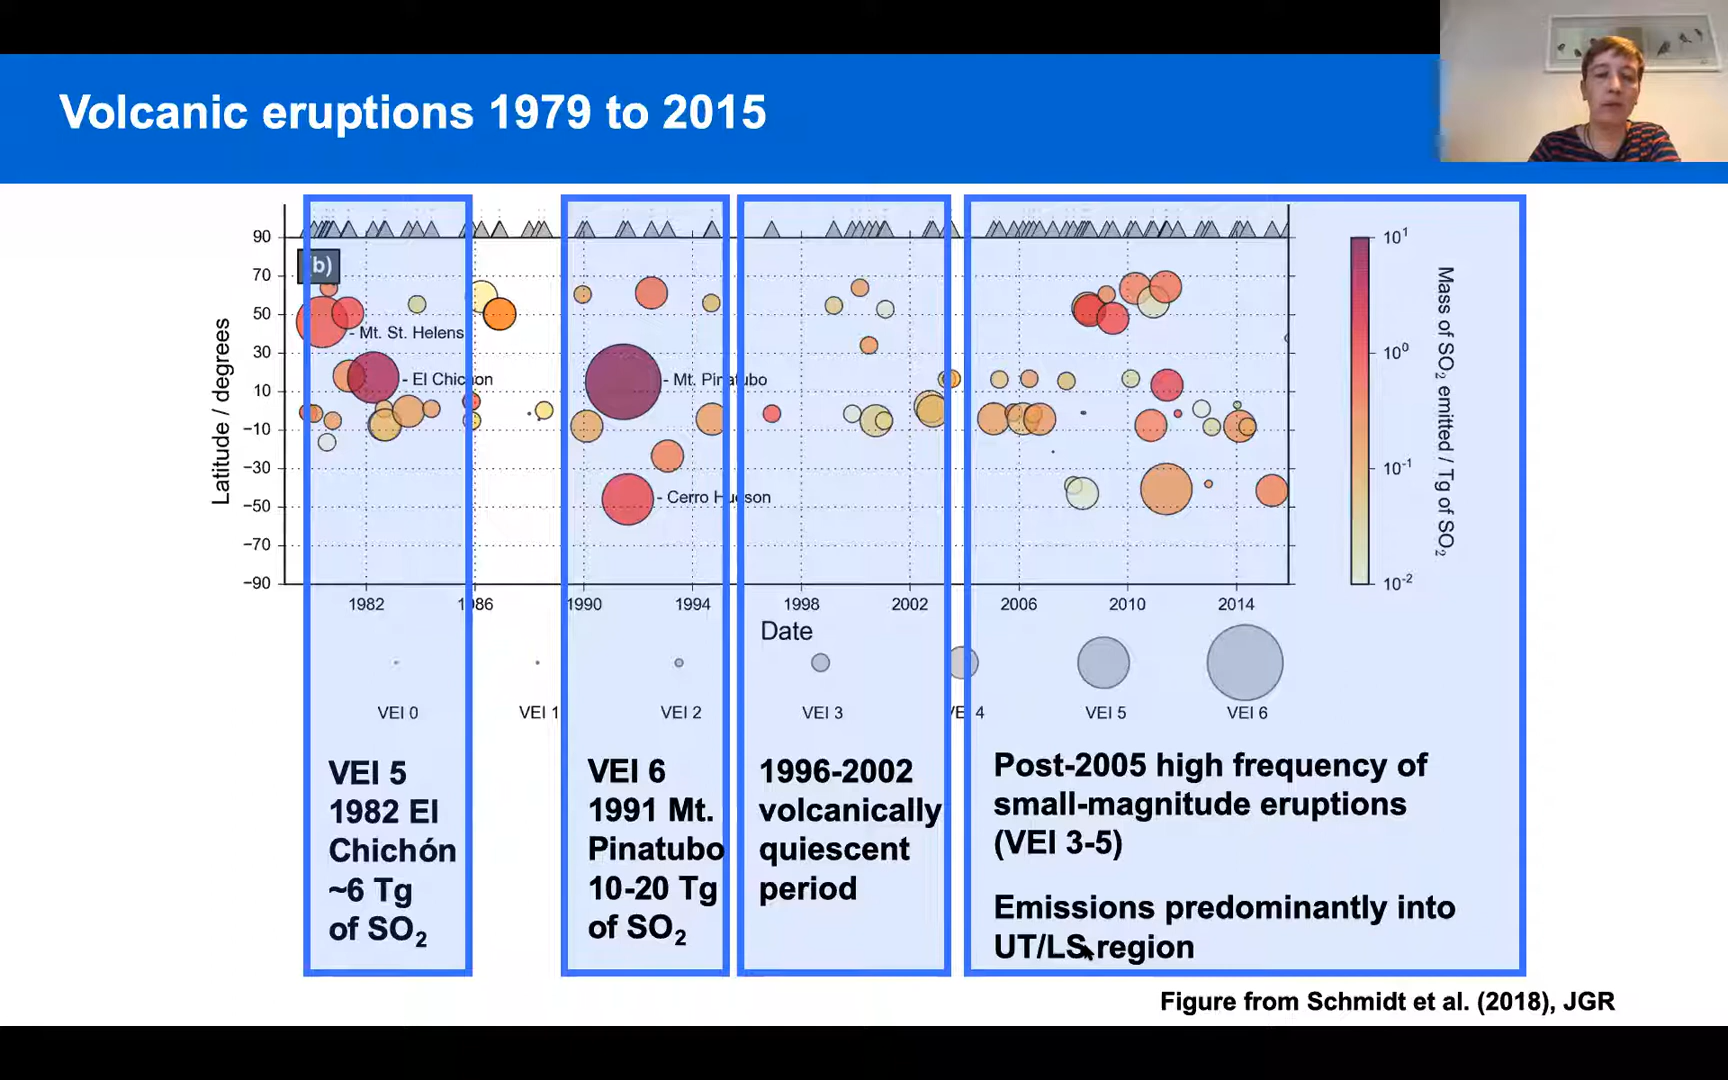 Volcanic eruptions 1979 to 2015
(b)
90
70
50
30
10
−10
−30
−50
−70
−90
Latitude / degrees
- Mt. St. Helens
- El Chichon
- Mt. Pinatubo
- Cerro Hudson
1982
1986
1990
1994
1998
2002
2006
2010
2014
Date
10¹
10⁰
10⁻¹
10⁻²
Mass of SO₂ emitted / Tg of SO₂
VEI 0
VEI 1
VEI 2
VEI 3
VEI 4
VEI 5
VEI 6
VEI 5
1982 El
Chichón
~6 Tg
of SO₂
VEI 6
1991 Mt.
Pinatubo
10-20 Tg
of SO₂
1996-2002
volcanically
quiescent
period
Post-2005 high frequency of
small-magnitude eruptions
(VEI 3-5)
Emissions predominantly into
UT/LS region
Figure from Schmidt et al. (2018), JGR